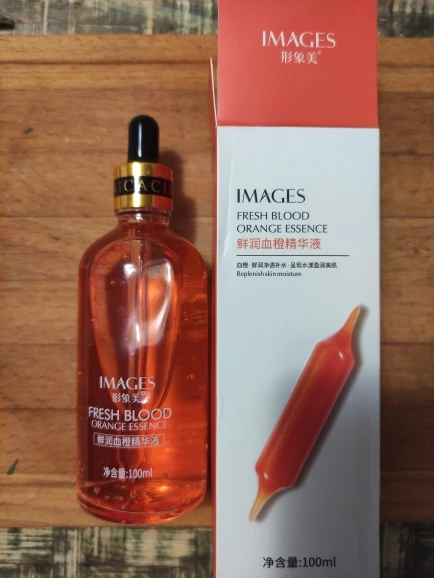 IMAGES
形象美®
IMAGES
FRESH BLOOD
ORANGE ESSENCE
鲜润血橙精华液
Replenish skin moisture
净含量:100ml
ICACI
IMAGES
形象美
FRESH BLOOD
ORANGE ESSENCE
鲜润血橙精华液
净含量:100ml